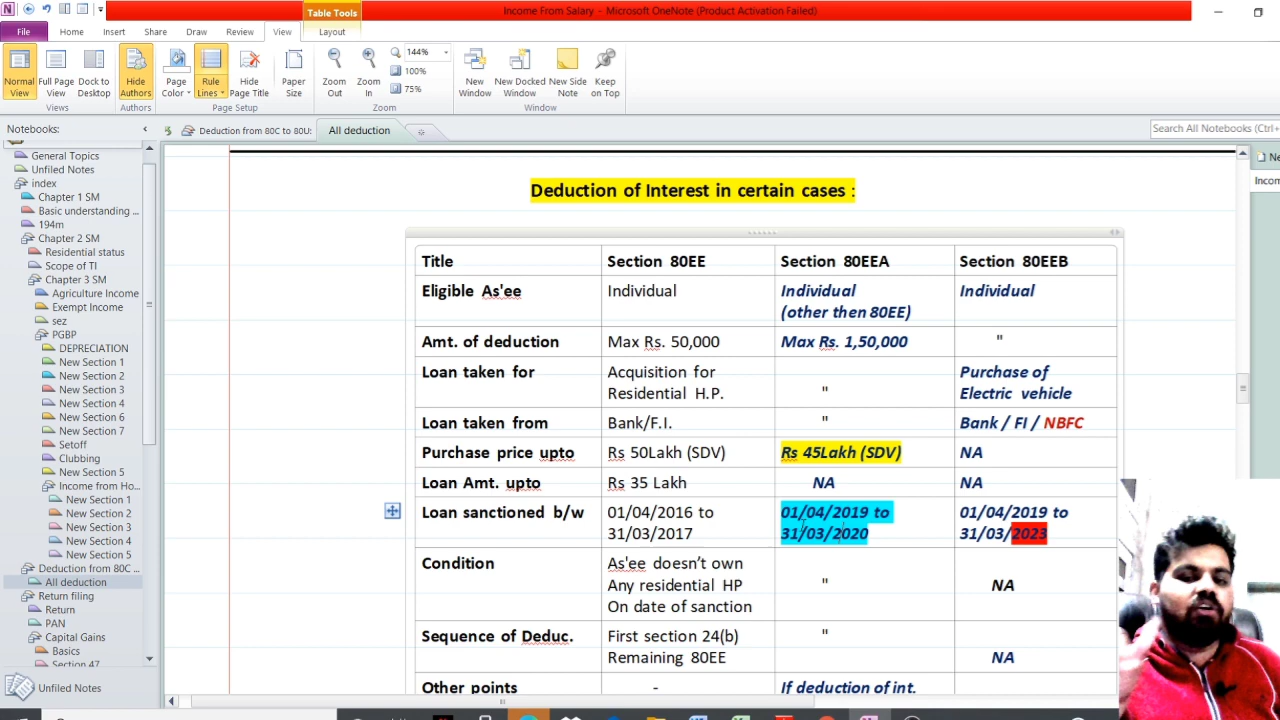 Table Tools
Income From Salary - Microsoft OneNote (Product Activation Failed)
File Home Insert Share Draw Review View Layout
Normal View
Full Page View
Dock to Desktop
Hide Authors
Page Color
Rule Lines
Hide Page Title
Paper Size
Zoom Out
Zoom In
144%
100%
75%
New Window
New Docked Window
New Side Note
Keep on Top
Views Authors Page Setup Zoom Window
Notebooks:
Deduction from 80C to 80U:
All deduction
Search All Notebooks (Ctrl+
General Topics
Unfiled Notes
index
Chapter 1 SM
Basic understanding ...
194m
Chapter 2 SM
Residential status
Scope of TI
Chapter 3 SM
Agriculture Income
Exempt Income
sez
PGBP
DEPRECIATION
New Section 1
New Section 2
New Section 3
New Section 4
New Section 6
New Section 7
Setoff
Clubbing
New Section 5
Income from Ho...
New Section 1
New Section 2
New Section 3
New Section 4
New Section 5
Deduction from 80C
All deduction
Return filing
Return
PAN
Capital Gains
Basics
Section 47
Unfiled Notes
Ne
Incom
Deduction of Interest in certain cases :
Title Section 80EE Section 80EEA Section 80EEB
Eligible As'ee Individual Individual Individual
(other then 80EE)
Amt. of deduction Max Rs. 50,000 Max Rs. 1,50,000 "
Loan taken for Acquisition for Purchase of
Residential H.P. " Electric vehicle
Loan taken from Bank/F.I. " Bank / FI / NBFC
Purchase price upto Rs 50Lakh (SDV) Rs 45Lakh (SDV) NA
Loan Amt. upto Rs 35 Lakh NA NA
Loan sanctioned b/w 01/04/2016 to 01/04/2019 to 01/04/2019 to
31/03/2017 31/03/2020 31/03/2023
Condition As'ee doesn't own
Any residential HP " NA
On date of sanction
Sequence of Deduc. First section 24(b) "
Remaining 80EE NA
Other points - If deduction of int.